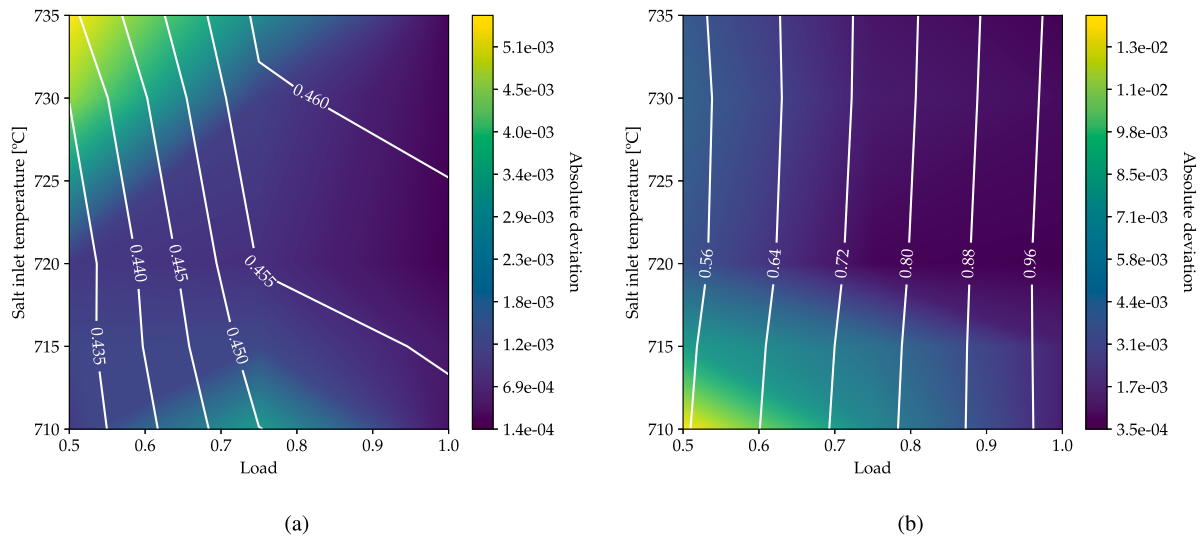 735
730
725
720
715
710
Salt inlet temperature [ºC]
0.5
0.6
0.7
0.8
0.9
1.0
Load
0.435
0.440
0.445
0.450
0.455
0.460
5.1e-03
4.5e-03
4.0e-03
3.4e-03
2.9e-03
2.3e-03
1.8e-03
1.2e-03
6.9e-04
1.4e-04
Absolute deviation
(a)
735
730
725
720
715
710
Salt inlet temperature [ºC]
0.5
0.6
0.7
0.8
0.9
1.0
Load
0.56
0.64
0.72
0.80
0.88
0.96
1.3e-02
1.1e-02
9.8e-03
8.5e-03
7.1e-03
5.8e-03
4.4e-03
3.1e-03
1.7e-03
3.5e-04
Absolute deviation
(b)